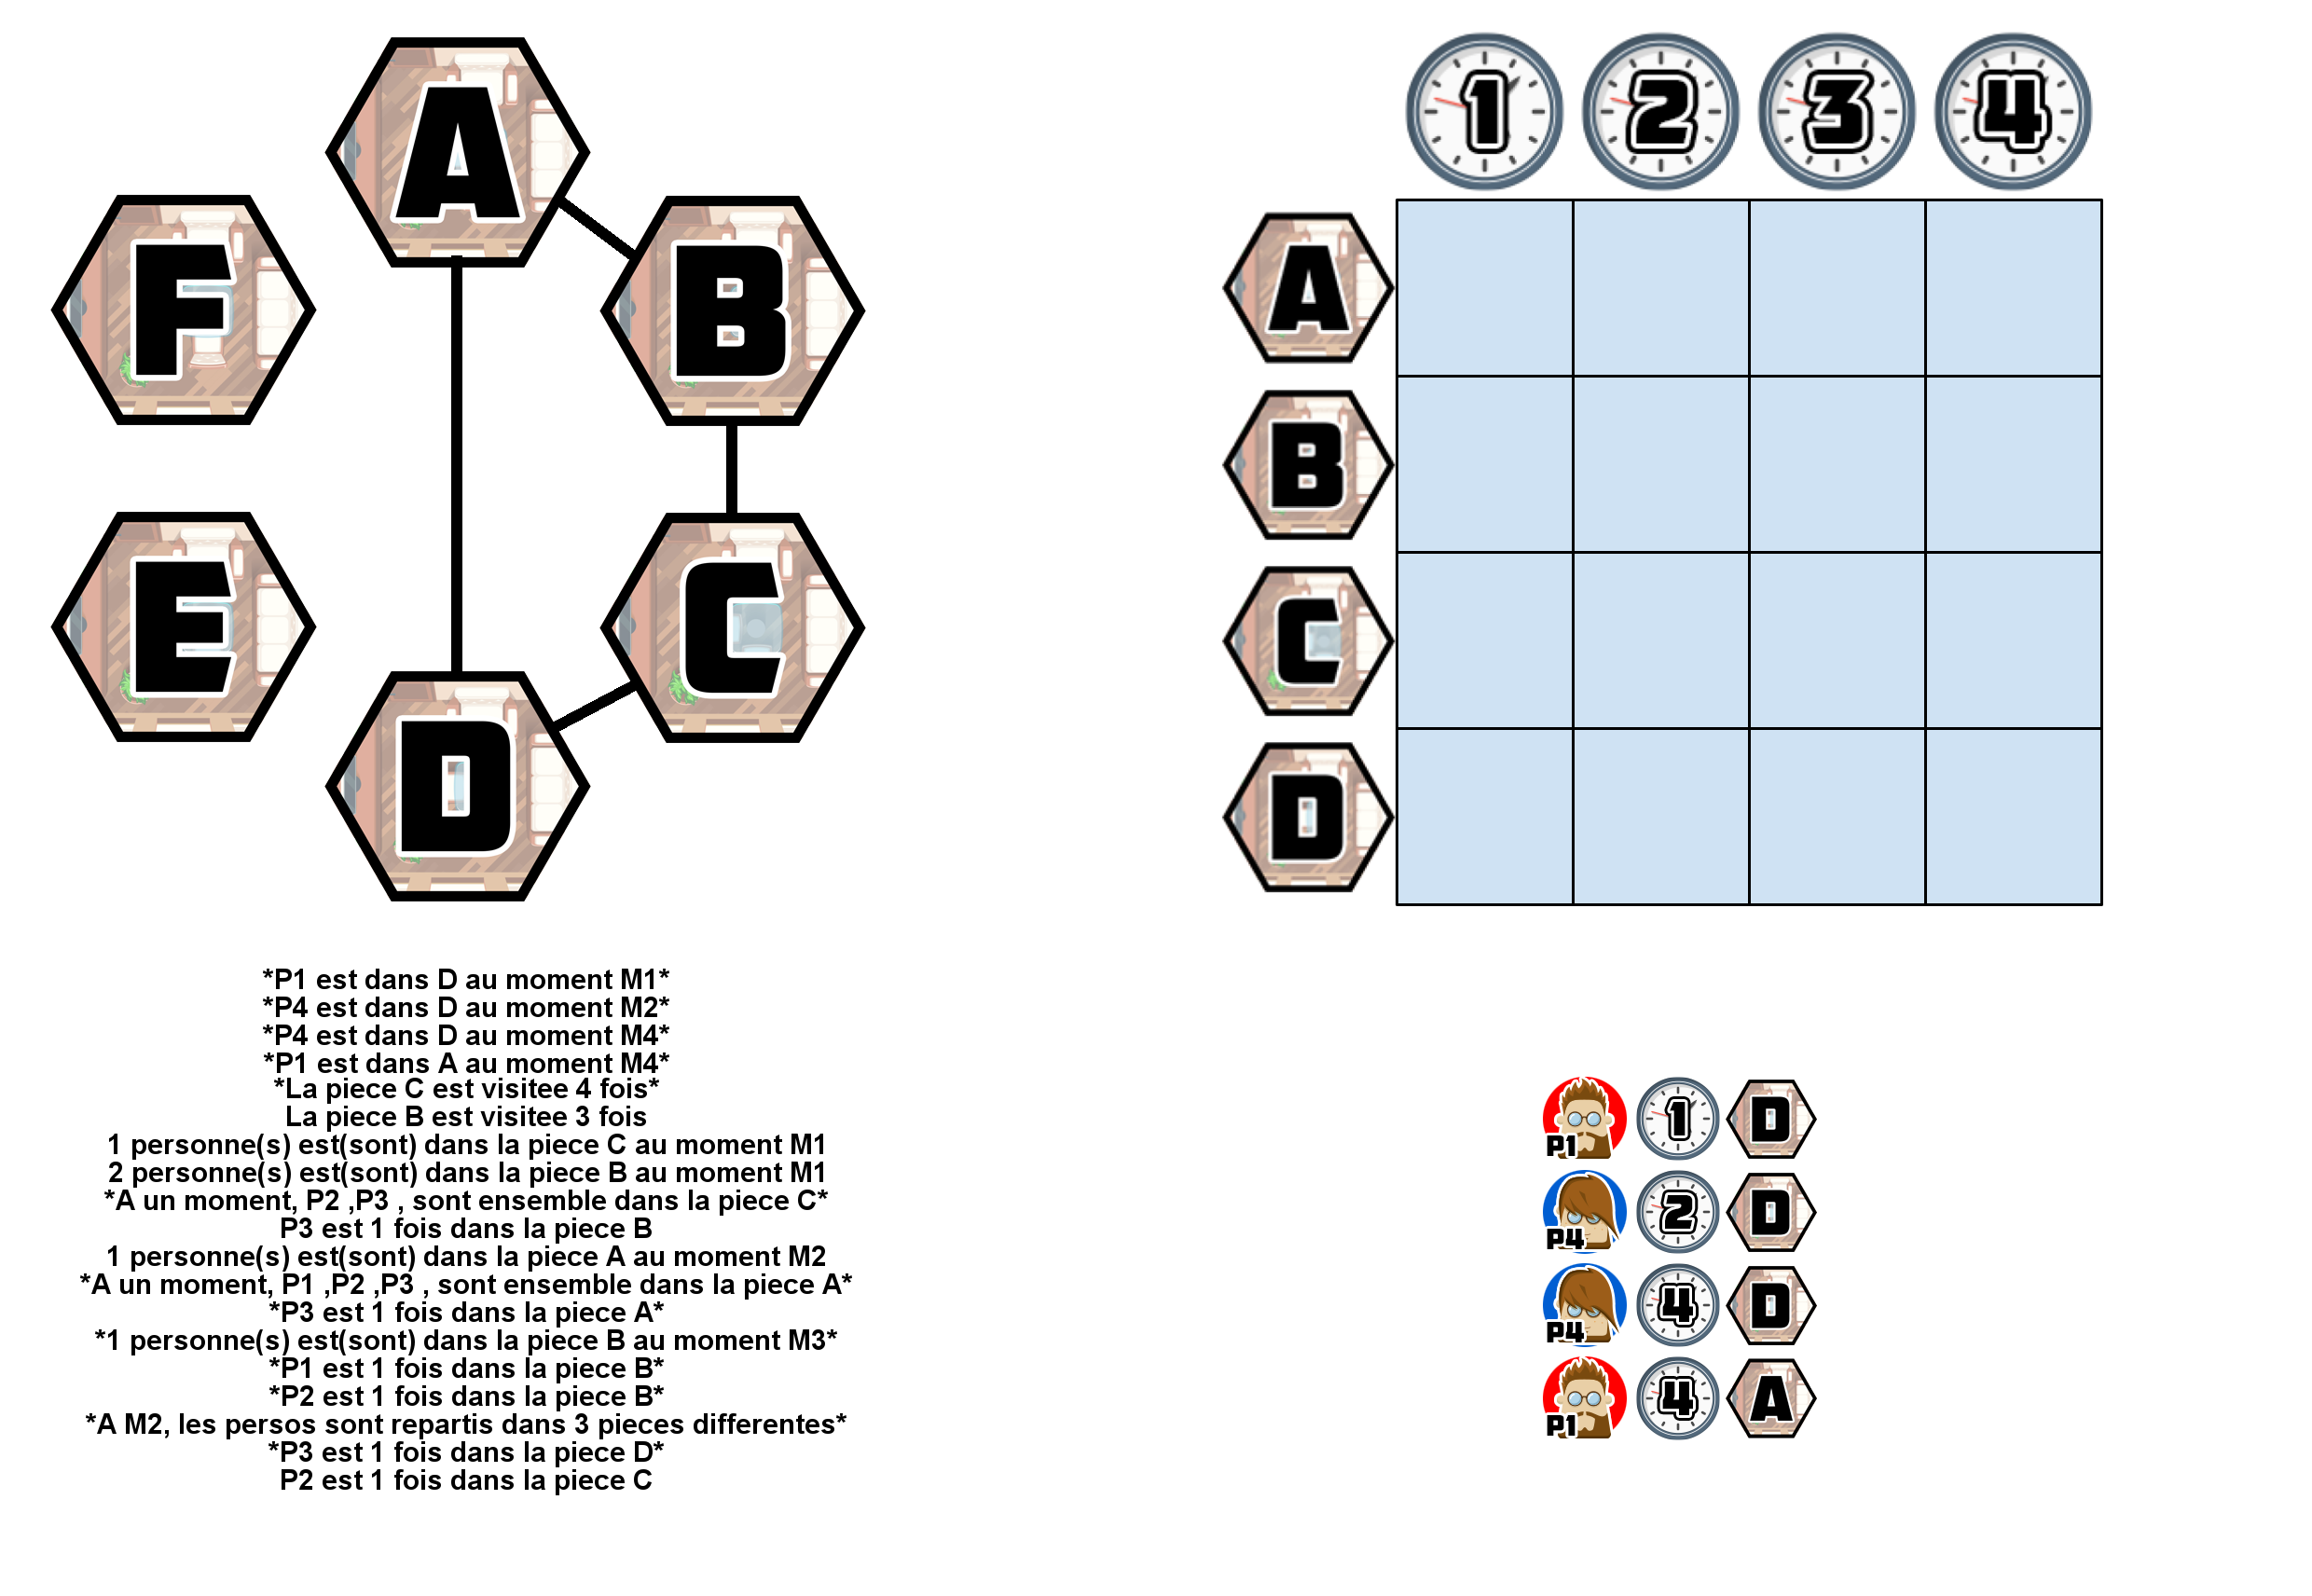 A
B
C
D
E
F
1 2 3 4
A
B
C
D
*P1 est dans D au moment M1*
*P4 est dans D au moment M2*
*P4 est dans D au moment M4*
*P1 est dans A au moment M4*
*La piece C est visitee 4 fois*
La piece B est visitee 3 fois
1 personne(s) est(sont) dans la piece C au moment M1
2 personne(s) est(sont) dans la piece B au moment M1
*A un moment, P2 ,P3 , sont ensemble dans la piece C*
P3 est 1 fois dans la piece B
1 personne(s) est(sont) dans la piece A au moment M2
*A un moment, P1 ,P2 ,P3 , sont ensemble dans la piece A*
*P3 est 1 fois dans la piece A*
*1 personne(s) est(sont) dans la piece B au moment M3*
*P1 est 1 fois dans la piece B*
*P2 est 1 fois dans la piece B*
*A M2, les persos sont repartis dans 3 pieces differentes*
*P3 est 1 fois dans la piece D*
P2 est 1 fois dans la piece C
P1 1 D
P4 2 D
P4 4 D
P1 4 A